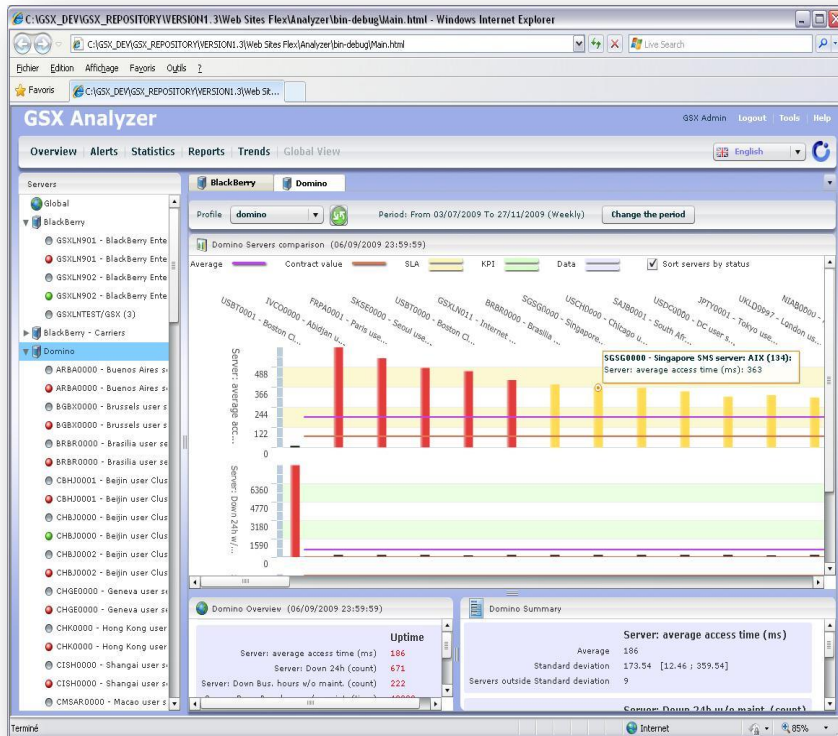 C:\GSX_DEV\GSX_REPOSITORY\VERSION1.3\Web Sites Flex\Analyzer\bin-debug\Main.html - Windows Internet Explorer
C:\GSX_DEV\GSX_REPOSITORY\VERSION1.3\Web Sites Flex\Analyzer\bin-debug\Main.html
Live Search
Fichier Edition Affichage Favoris Outils ?
Favoris
C:\GSX_DEV\GSX_REPOSITORY\VERSION1.3\Web Sit...
GSX Analyzer
GSX Admin Logout Tools Help
Overview Alerts Statistics Reports Trends Global View
English
Servers
Global
BlackBerry
GSXLN901 - BlackBerry Ente
GSXLN901 - BlackBerry Ente
GSXLN902 - BlackBerry Ente
GSXLN902 - BlackBerry Ente
GSXLNTEST/GSX (3)
BlackBerry - Carriers
Domino
ARBA0000 - Buenos Aires s
ARBA0000 - Buenos Aires s
BGBX0000 - Brussels user s
BGBX0000 - Brussels user s
BRBR0000 - Brasilia user se
BRBR0000 - Brasilia user se
CBHJ0001 - Beijin user Clus
CBHJ0001 - Beijin user Clus
CHBJ0000 - Beijin user Clus
CHBJ0000 - Beijin user Clus
CHBJ0002 - Beijin user Clus
CHBJ0002 - Beijin user Clus
CHGE0000 - Geneva user se
CHGE0000 - Geneva user se
CHK0000 - Hong Kong user
CHK0000 - Hong Kong user
CISH0000 - Shangai user s
CISH0000 - Shangai user s
CMSAR0000 - Macao user s
BlackBerry
Domino
Profile domino
Period: From 03/07/2009 To 27/11/2009 (Weekly)
Change the period
Domino Servers comparison (06/09/2009 23:59:59)
Average Contract value SLA KPI Data Sort servers by status
USBT0001 - Boston Cl...
IVCO0000 - Abidjan u...
FRPA0001 - Paris use...
SKSE0000 - Seoul use...
USBT0000 - Boston Cl...
GSXLN011 - Internet ...
BRBR0000 - Brasilia ...
SGSG0000 - Singapore...
USCH0000 - Chicago u...
SAJB0001 - South Afr...
USDC0000 - DC user s...
JPTY0001 - Tokyo use...
UKLD0997 - London us...
Server: average acc...
488
366
244
122
0
SGSG0000 - Singapore SMS server: AIX (134):
Server: average access time (ms): 363
Server: Down 24h w/...
6360
4770
3180
1590
0
Domino Overview (06/09/2009 23:59:59)
Uptime
Server: average access time (ms) 186
Server: Down 24h (count) 671
Server: Down Bus. hours w/o maint. (count) 222
Domino Summary
Server: average access time (ms)
Average 186
Standard deviation 173.54 [12.46 ; 359.54]
Servers outside Standard deviation 9
Server: Down 24h w/o maint. (count)
Terminé
Internet
85%